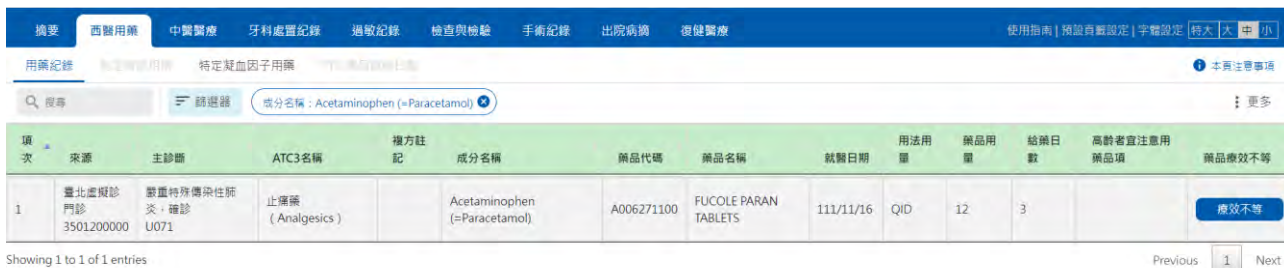 摘要 西醫用藥 中醫醫療 牙科處置紀錄 過敏紀錄 檢查與檢驗 手術紀錄 出院病摘 復健醫療 使用指南 | 預設頁籤設定 | 字體設定 特大 大 中 小
用藥紀錄 特定凝血因子用藥 本頁注意事項
搜尋 篩選器 成分名稱：Acetaminophen (=Paracetamol) 更多
項次 來源 主診斷 ATC3名稱 複方註記 成分名稱 藥品代碼 藥品名稱 就醫日期 用法用量 藥品用量 給藥日數 高齡者宜注意用藥品項 藥品療效不等
1 臺北虛擬診 嚴重特殊傳染性肺 止痛藥 Acetaminophen A006271100 FUCOLE PARAN 111/11/16 QID 12 3 療效不等
門診 炎，確診 （Analgesics） (=Paracetamol) TABLETS
3501200000 U071
Showing 1 to 1 of 1 entries Previous 1 Next